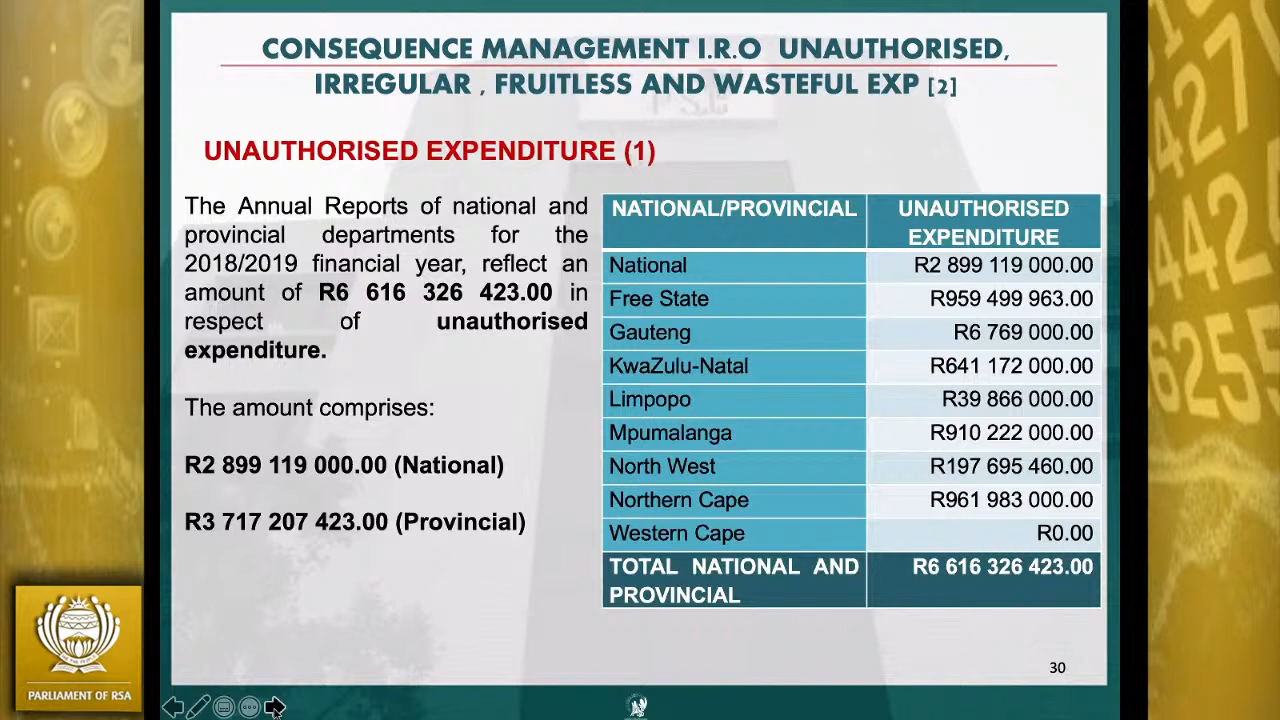 CONSEQUENCE MANAGEMENT I.R.O UNAUTHORISED,
IRREGULAR , FRUITLESS AND WASTEFUL EXP [2]
UNAUTHORISED EXPENDITURE (1)
The Annual Reports of national and
provincial departments for the
2018/2019 financial year, reflect an
amount of R6 616 326 423.00 in
respect of unauthorised
expenditure.
The amount comprises:
R2 899 119 000.00 (National)
R3 717 207 423.00 (Provincial)
NATIONAL/PROVINCIAL UNAUTHORISED
EXPENDITURE
National R2 899 119 000.00
Free State R959 499 963.00
Gauteng R6 769 000.00
KwaZulu-Natal R641 172 000.00
Limpopo R39 866 000.00
Mpumalanga R910 222 000.00
North West R197 695 460.00
Northern Cape R961 983 000.00
Western Cape R0.00
TOTAL NATIONAL AND R6 616 326 423.00
PROVINCIAL
30
PARLIAMENT OF RSA